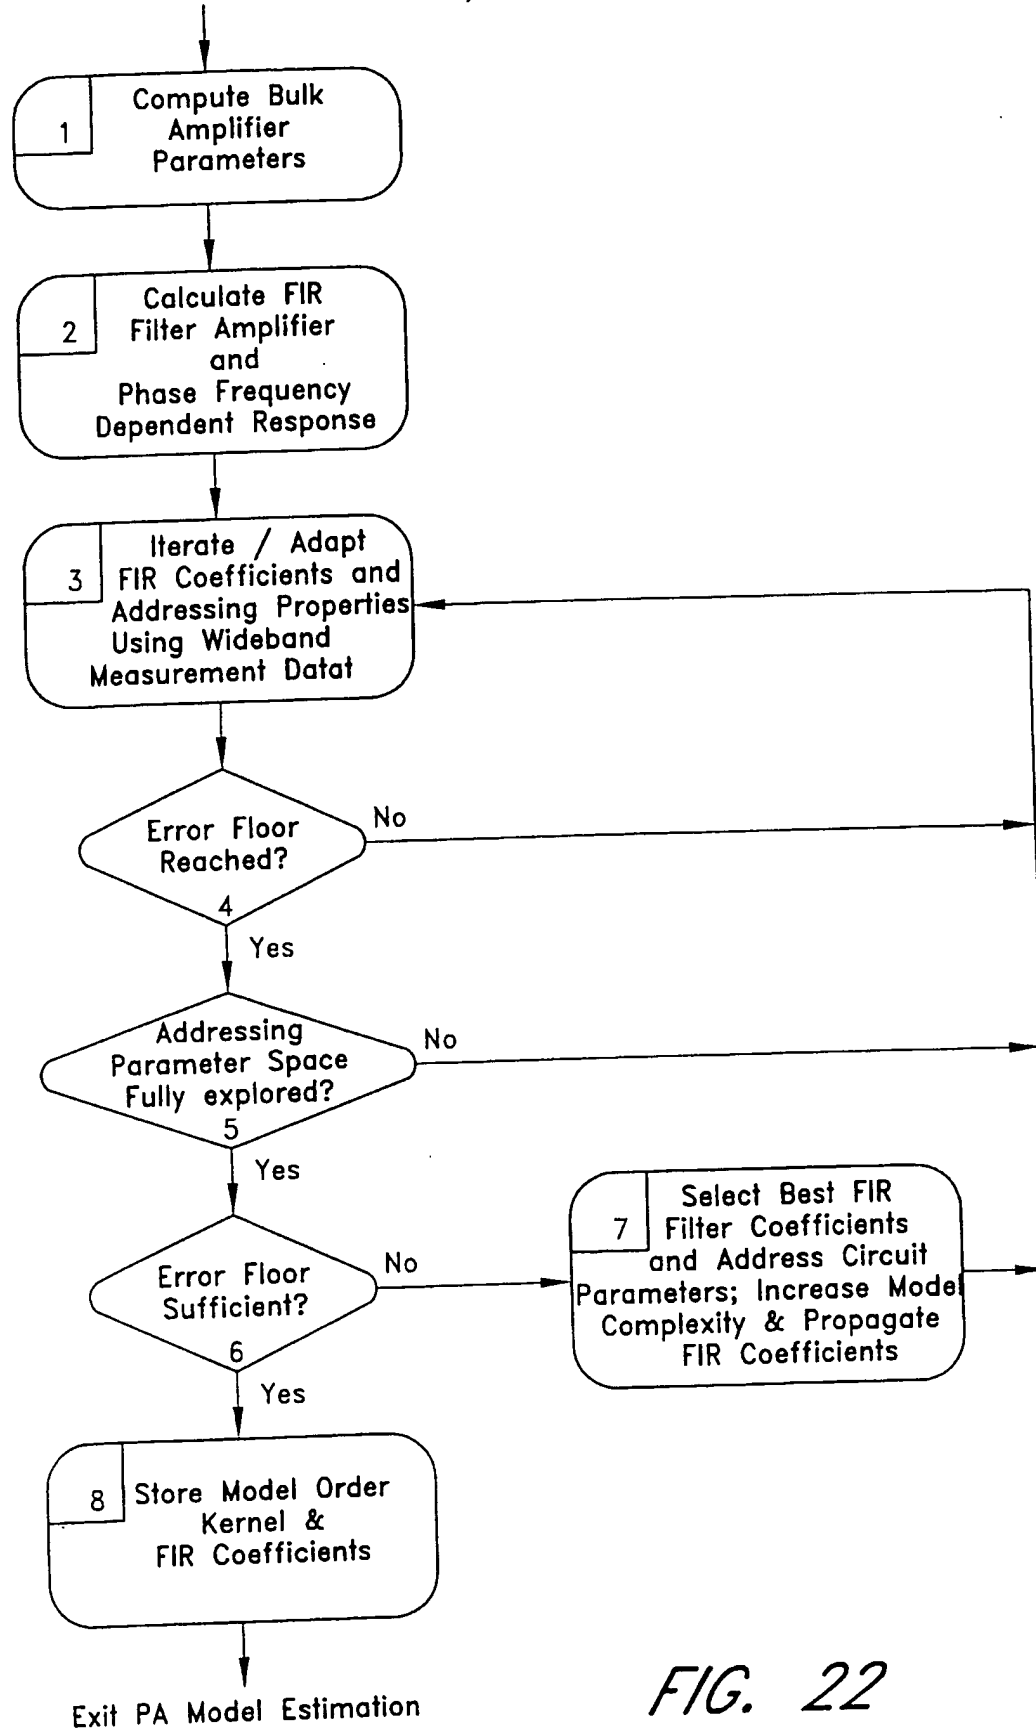 1
Compute Bulk
Amplifier
Parameters
2
Calculate FIR
Filter Amplifier
and
Phase Frequency
Dependent Response
3
Iterate / Adapt
FIR Coefficients and
Addressing Properties
Using Wideband
Measurement Datat
Error Floor
Reached?
4
No
Yes
Addressing
Parameter Space
Fully explored?
5
No
Yes
Error Floor
Sufficient?
6
No
Yes
7
Select Best FIR
Filter Coefficients
and Address Circuit
Parameters; Increase Model
Complexity & Propagate
FIR Coefficients
8
Store Model Order
Kernel &
FIR Coefficients
Exit PA Model Estimation
FIG. 22